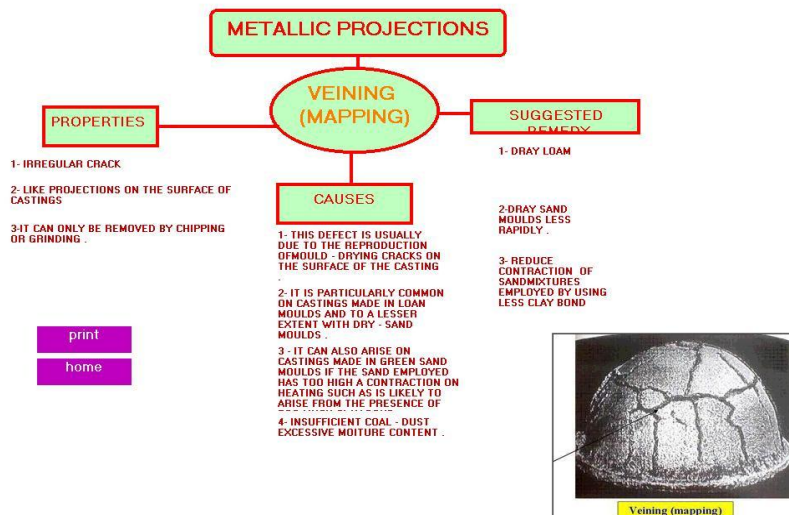 METALLIC PROJECTIONS
VEINING
(MAPPING)
PROPERTIES
1- IRREGULAR CRACK
2- LIKE PROJECTIONS ON THE SURFACE OF
CASTINGS
3-IT CAN ONLY BE REMOVED BY CHIPPING
OR GRINDING .
print
home
CAUSES
1- THIS DEFECT IS USUALLY
DUE TO THE REPRODUCTION
OFMOULD - DRYING CRACKS ON
THE SURFACE OF THE CASTING
.
2- IT IS PARTICULARLY COMMON
ON CASTINGS MADE IN LOAN
MOULDS AND TO A LESSER
EXTENT WITH DRY - SAND
MOULDS .
3 - IT CAN ALSO ARISE ON
CASTINGS MADE IN GREEN SAND
MOULDS IF THE SAND EMPLOYED
HAS TOO HIGH A CONTRACTION ON
HEATING SUCH AS IS LIKELY TO
ARISE FROM THE PRESENCE OF
4- INSUFFICIENT COAL - DUST
EXCESSIVE MOITURE CONTENT .
SUGGESTED
REMEDY
1- DRAY LOAM
2-DRAY SAND
MOULDS LESS
RAPIDLY .
3- REDUCE
CONTRACTION OF
SANDMIXTURES
EMPLOYED BY USING
LESS CLAY BOND
Veining (mapping)